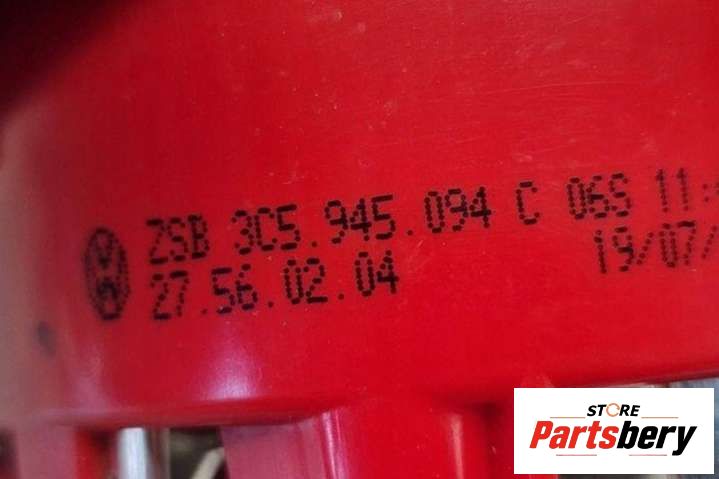 ZSB 3C5.945.094 C 06S 11:
27.56.02.04 19/07/
STORE
Partsbery